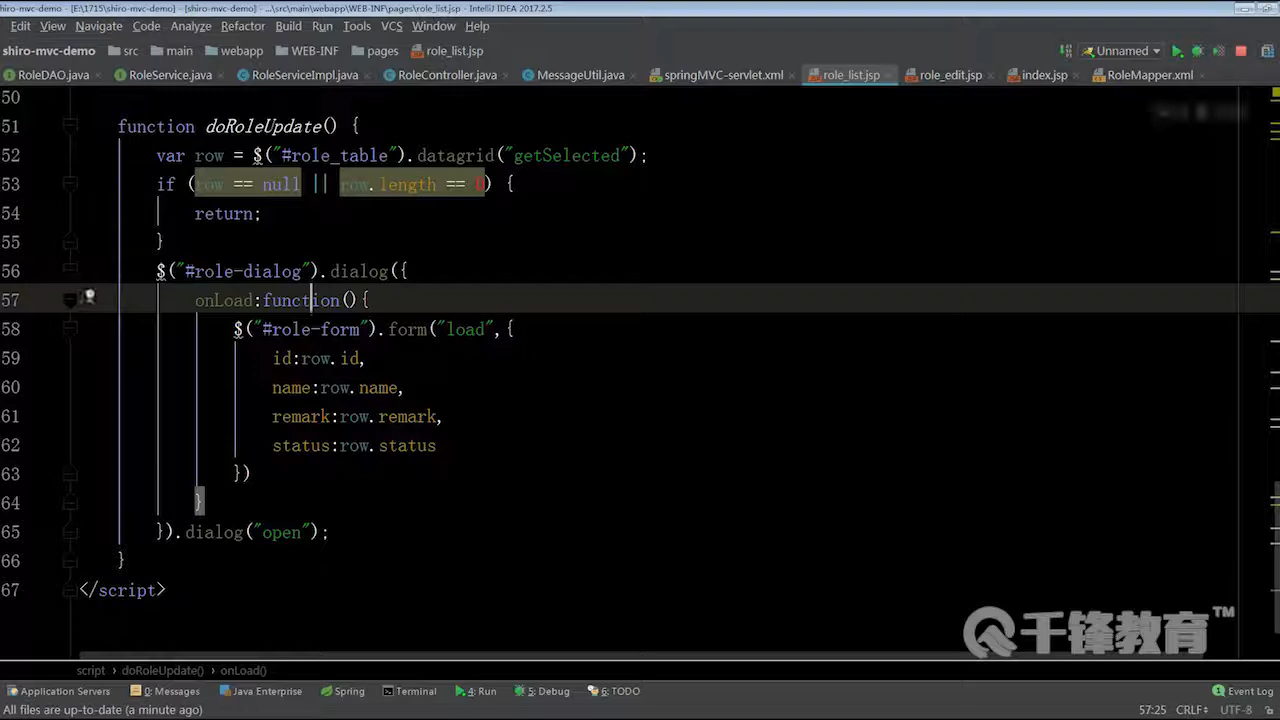 shiro-mvc-demo - [E:\1715\shiro-mvc-demo] - [shiro-mvc-demo] - ...\src\main\webapp\WEB-INF\pages\role_list.jsp - IntelliJ IDEA 2017.2.5
Edit View Navigate Code Analyze Refactor Build Run Tools VCS Window Help
shiro-mvc-demo src main webapp WEB-INF pages role_list.jsp Unnamed
RoleDAO.java RoleService.java RoleServiceImpl.java RoleController.java MessageUtil.java springMVC-servlet.xml role_list.jsp role_edit.jsp index.jsp RoleMapper.xml
50
51 function doRoleUpdate() {
52 var row = $("#role_table").datagrid("getSelected");
53 if (row == null || row.length == 0) {
54 return;
55 }
56 $("#role-dialog").dialog({
57 onLoad:function(){
58 $("#role-form").form("load",{
59 id:row.id,
60 name:row.name,
61 remark:row.remark,
62 status:row.status
63 })
64 }
65 }).dialog("open");
66 }
67 </script>
千锋教育™
script doRoleUpdate() onLoad()
Application Servers 0: Messages Java Enterprise Spring Terminal 4: Run 5: Debug 6: TODO Event Log
All files are up-to-date (a minute ago) 57:25 CRLF UTF-8